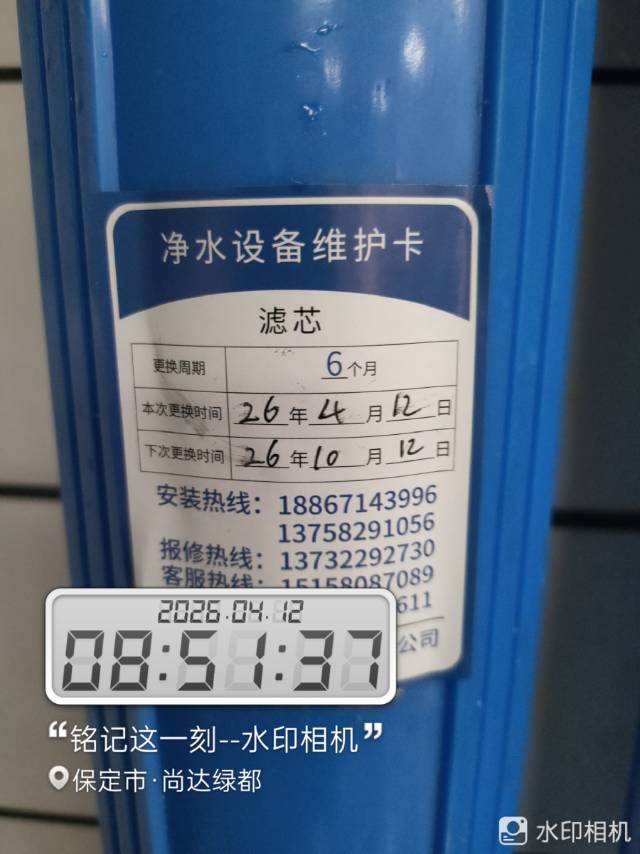 净水设备维护卡
滤芯
更换周期 6个月
本次更换时间 26年4月12日
下次更换时间 26年10月12日
安装热线：18867143996
13758291056
报修热线：13732292730
客服热线：15158087089
611
公司
2026.04.12
08:51:37
“铭记这一刻--水印相机”
保定市·尚达绿都
水印相机